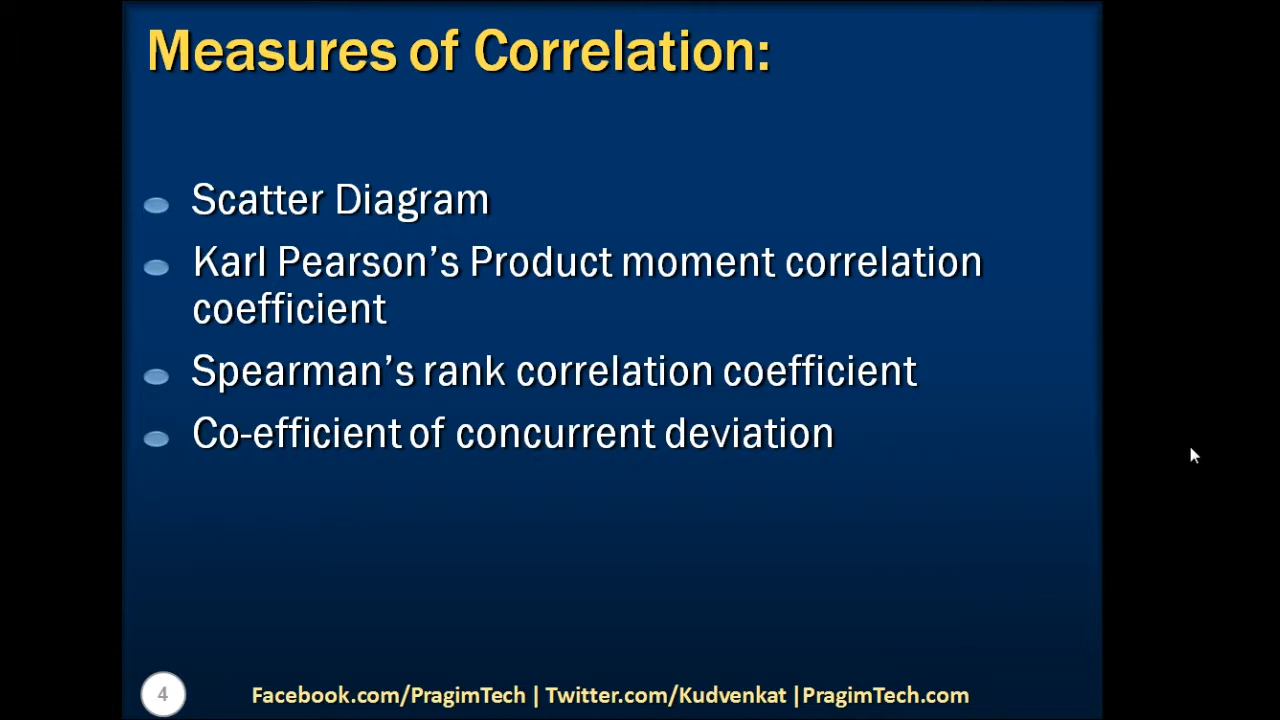 Measures of Correlation:
Scatter Diagram
Karl Pearson’s Product moment correlation
coefficient
Spearman’s rank correlation coefficient
Co-efficient of concurrent deviation
4
Facebook.com/PragimTech | Twitter.com/Kudvenkat |PragimTech.com